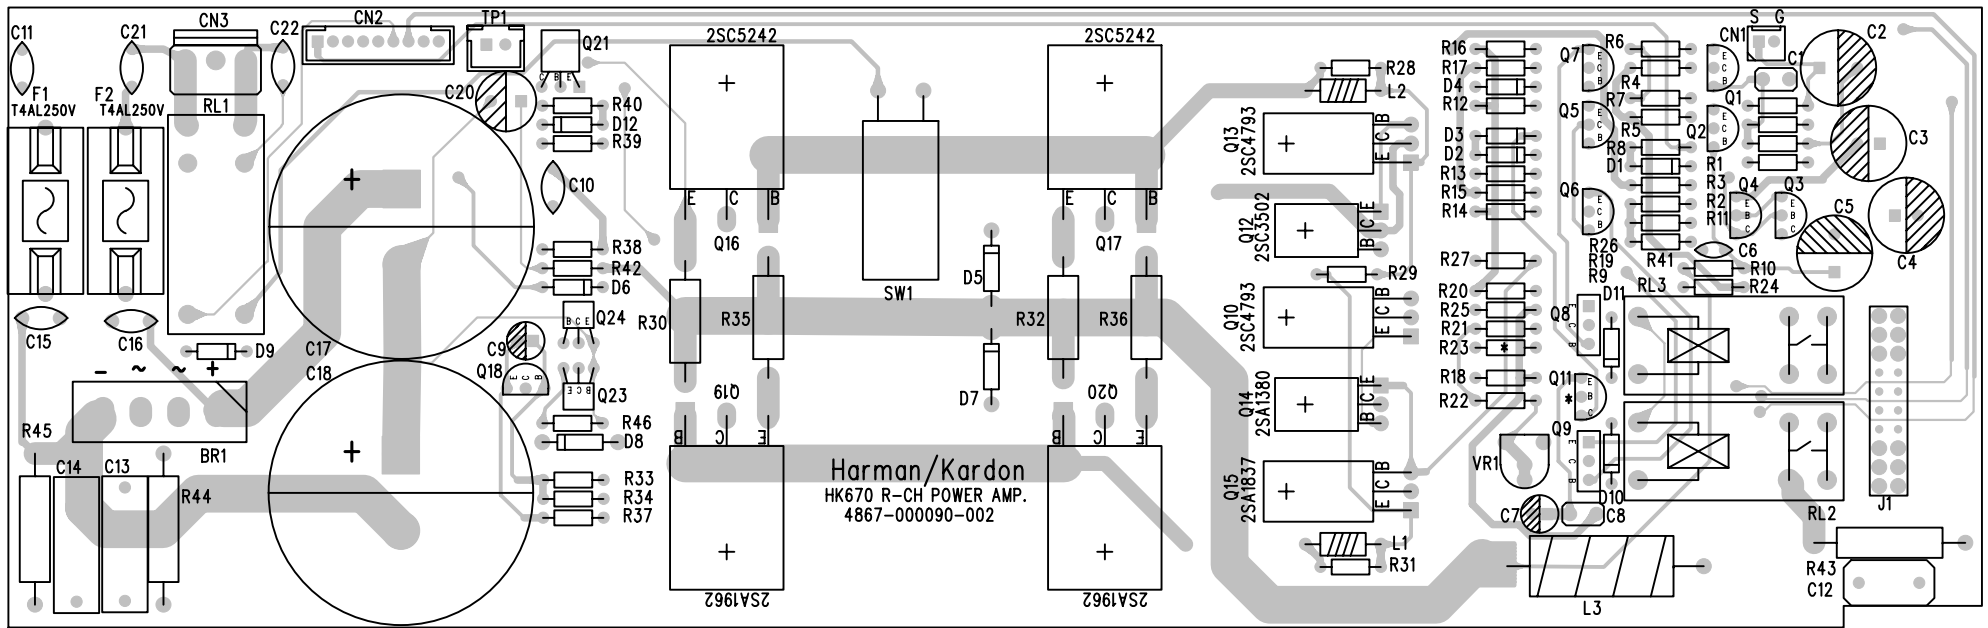 C11
C21
CN3
C22
CN2
TP1
Q21
2SC5242
2SC5242
S G
CN1
C1
C2
F1
T4AL250V
F2
T4AL250V
RL1
C20
C B E
R40
D12
R39
R28
L2
R16
R17
D4
R12
Q7
E C B
R6
R4
R7
E C B
Q1
Q13
2SC4793
B
C
E
D3
D2
R13
R15
R14
Q5
E C B
R5
R8
D1
Q2
E C B
C3
+
C10
E
C
B
Q16
E
C
B
Q17
Q12
2SC3502
E
C
B
Q6
E C B
R1
R3
R2
R11
Q4
E B C
Q3
E B C
C5
C4
R38
R42
D6
Q24
B C E
D5
SW1
R29
R27
R20
R25
R21
R23
*
R18
R22
R26
R19
R9
R41
C6
R10
R24
RL3
D11
Q8
E C B
C15
C16
D9
C17
C18
C9
Q18
E C B
Q23
B C E
R30
R35
R32
R36
Q10
2SC4793
B
C
E
- ~ ~ +
BR1
R45
C14
C13
R44
+
R46
D8
R33
R34
R37
D7
Q19
B
C
E
Q20
B
C
E
Q14
2SA1380
E
C
B
Q11
*
E B C
Q9
E C B
D10
VR1
C7
C8
Harman/Kardon
HK670 R-CH POWER AMP.
4867-000090-002
Q15
2SA1837
B
C
E
L1
R31
2SA1962
2SA1962
L3
RL2
J1
R43
C12